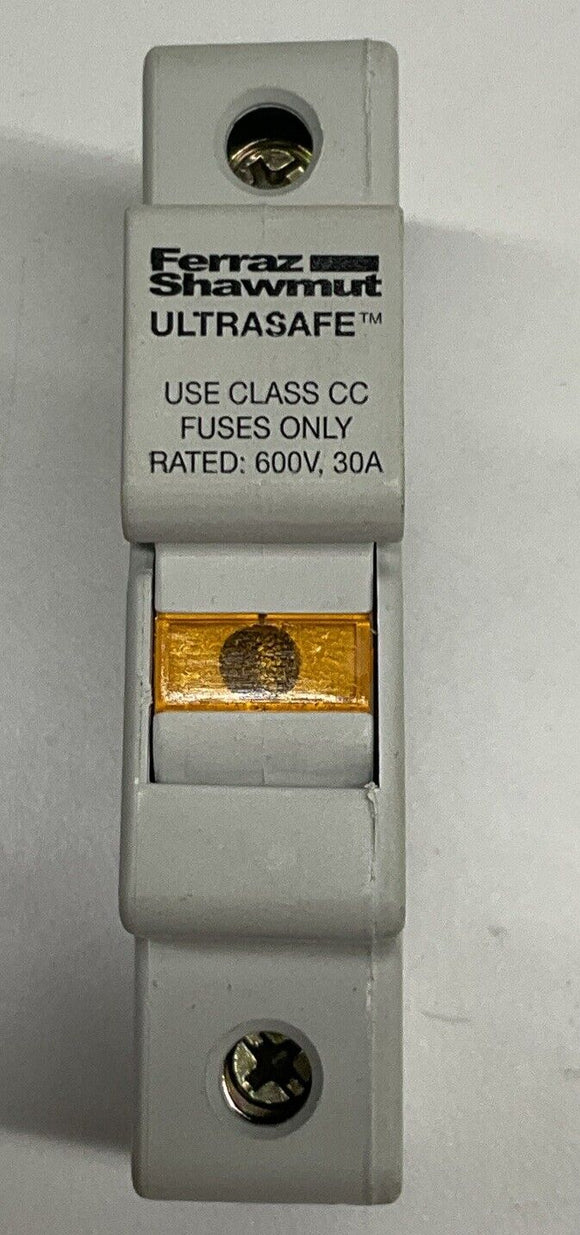 Ferraz
Shawmut
ULTRASAFE™
USE CLASS CC
FUSES ONLY
RATED: 600V, 30A